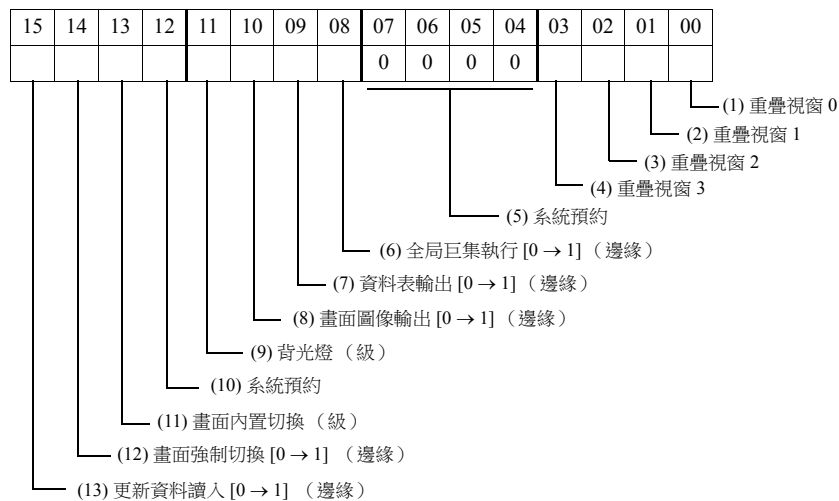 15 14 13 12 11 10 09 08 07 06 05 04 03 02 01 00
0 0 0 0
(1) 重疊視窗 0
(2) 重疊視窗 1
(3) 重疊視窗 2
(4) 重疊視窗 3
(5) 系統預約
(6) 全局巨集執行 [0 → 1] （邊緣）
(7) 資料表輸出 [0 → 1] （邊緣）
(8) 畫面圖像輸出 [0 → 1] （邊緣）
(9) 背光燈 （級）
(10) 系統預約
(11) 畫面內置切換 （級）
(12) 畫面強制切換 [0 → 1] （邊緣）
(13) 更新資料讀入 [0 → 1] （邊緣）